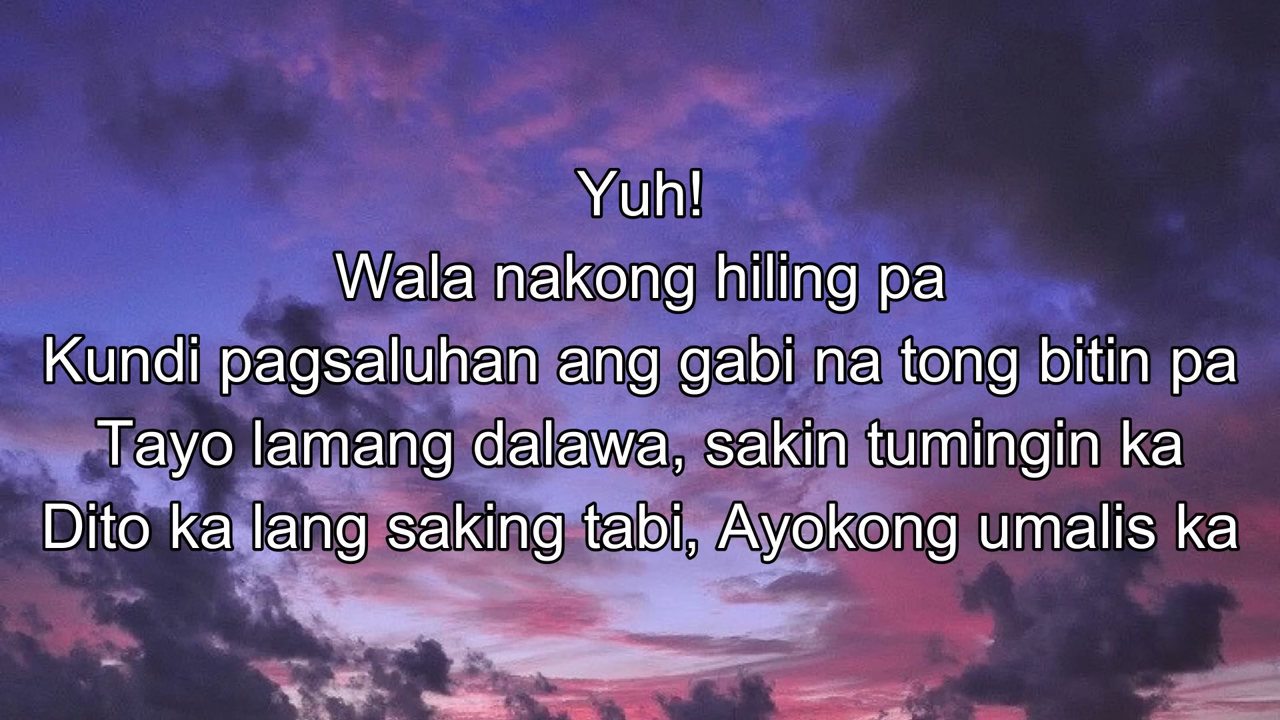 Yuh!
Wala nakong hiling pa
Kundi pagsaluhan ang gabi na tong bitin pa
Tayo lamang dalawa, sakin tumingin ka
Dito ka lang saking tabi, Ayokong umalis ka